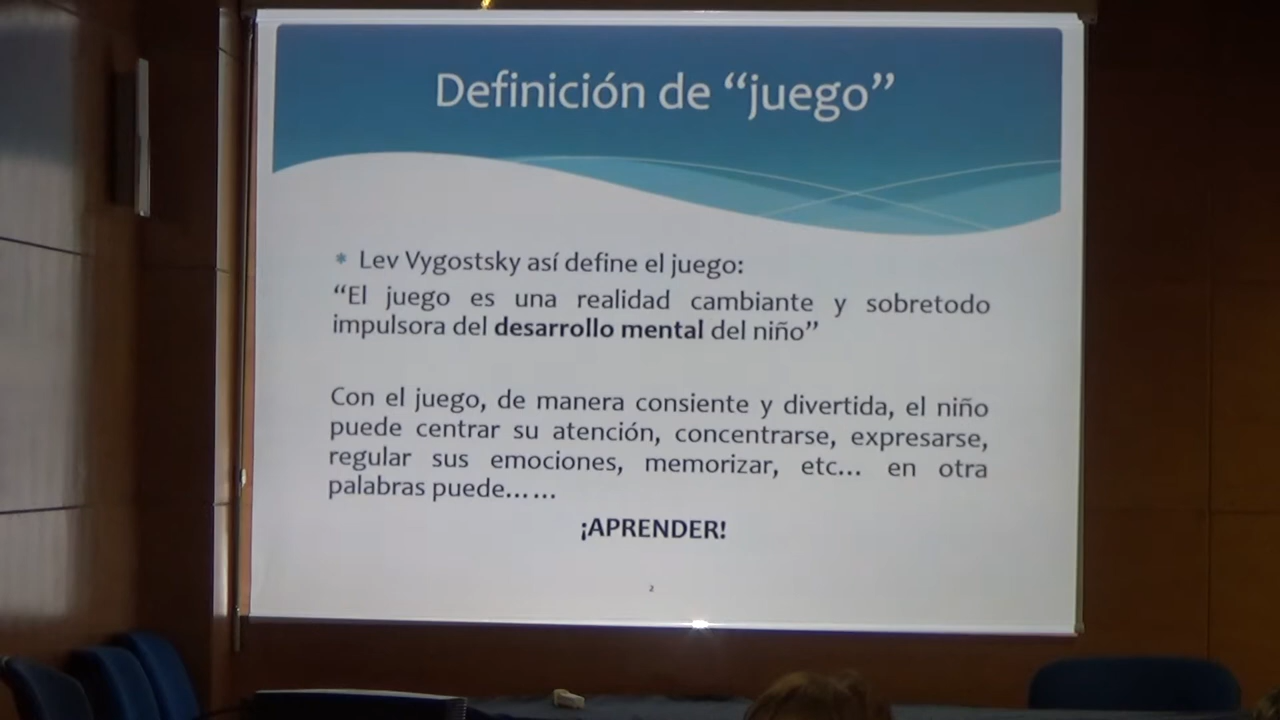 Definición de “juego”
* Lev Vygostsky así define el juego:
“El juego es una realidad cambiante y sobretodo
impulsora del desarrollo mental del niño”
Con el juego, de manera consiente y divertida, el niño
puede centrar su atención, concentrarse, expresarse,
regular sus emociones, memorizar, etc... en otra
palabras puede……
¡APRENDER!
2